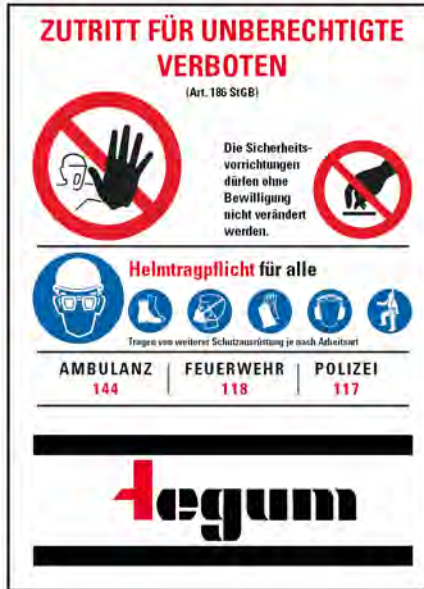 ZUTRITT FÜR UNBERECHTIGTE
VERBOTEN
(Art. 186 StGB)
Die Sicherheits-
vorrichtungen
dürfen ohne
Bewilligung
nicht verändert
werden.
Helmtragpflicht für alle
Tragen von weiterer Schutzausrüstung je nach Arbeitsart
AMBULANZ FEUERWEHR POLIZEI
144 118 117
tegum